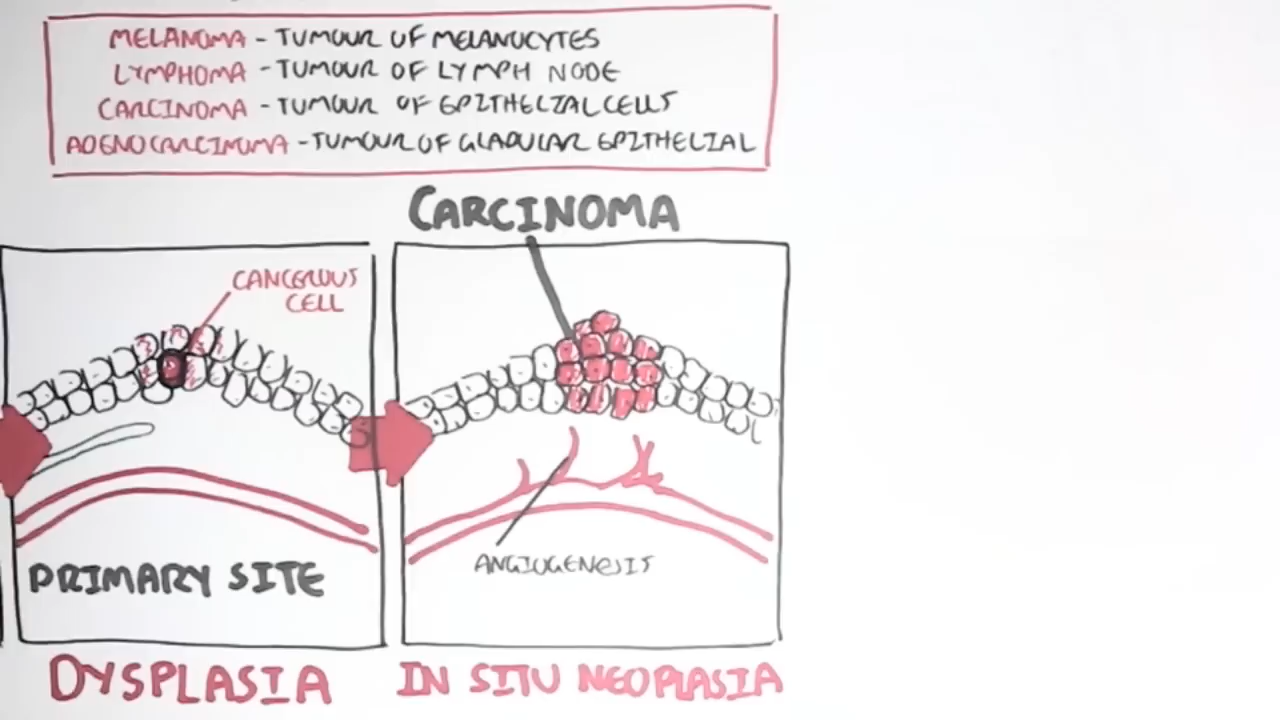 MELANOMA - TUMOUR OF MELANOCYTES
LYMPHOMA - TUMOUR OF LYMPH NODE
CARCINOMA - TUMOUR OF EPITHELIAL CELLS
ADENOCARCINOMA - TUMOUR OF GLADULAR EPITHELIAL
CARCINOMA
CANCEROUS
CELL
ANGIOGENESIS
PRIMARY SITE
DYSPLASIA
IN SITU NEOPLASIA